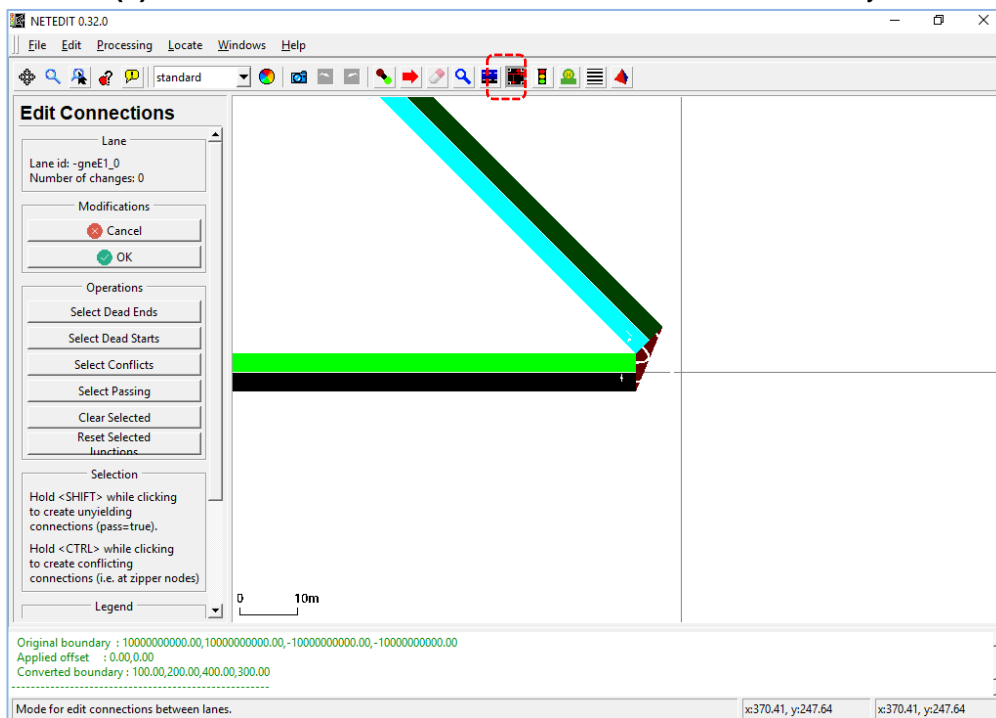 NETEDIT 0.32.0
File Edit Processing Locate Windows Help
standard
Edit Connections
Lane
Lane id: -gneE1_0
Number of changes: 0
Modifications
Cancel
OK
Operations
Select Dead Ends
Select Dead Starts
Select Conflicts
Select Passing
Clear Selected
Reset Selected
Junctions
Selection
Hold <SHIFT> while clicking
to create unyielding
connections (pass=true).
Hold <CTRL> while clicking
to create conflicting
connections (i.e. at zipper nodes)
Legend
0 10m
Original boundary : 10000000000.00,10000000000.00,-10000000000.00,-10000000000.00
Applied offset : 0.00,0.00
Converted boundary : 100.00,200.00,400.00,300.00
-----------------------------------------------------
Mode for edit connections between lanes.
x:370.41, y:247.64 x:370.41, y:247.64